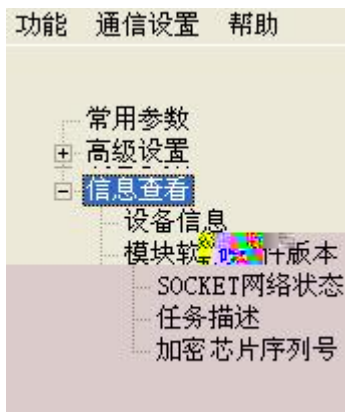 功能 通信设置 帮助
常用参数
高级设置
信息查看
设备信息
模块软 件版本
SOCKET网络状态
任务描述
加密芯片序列号